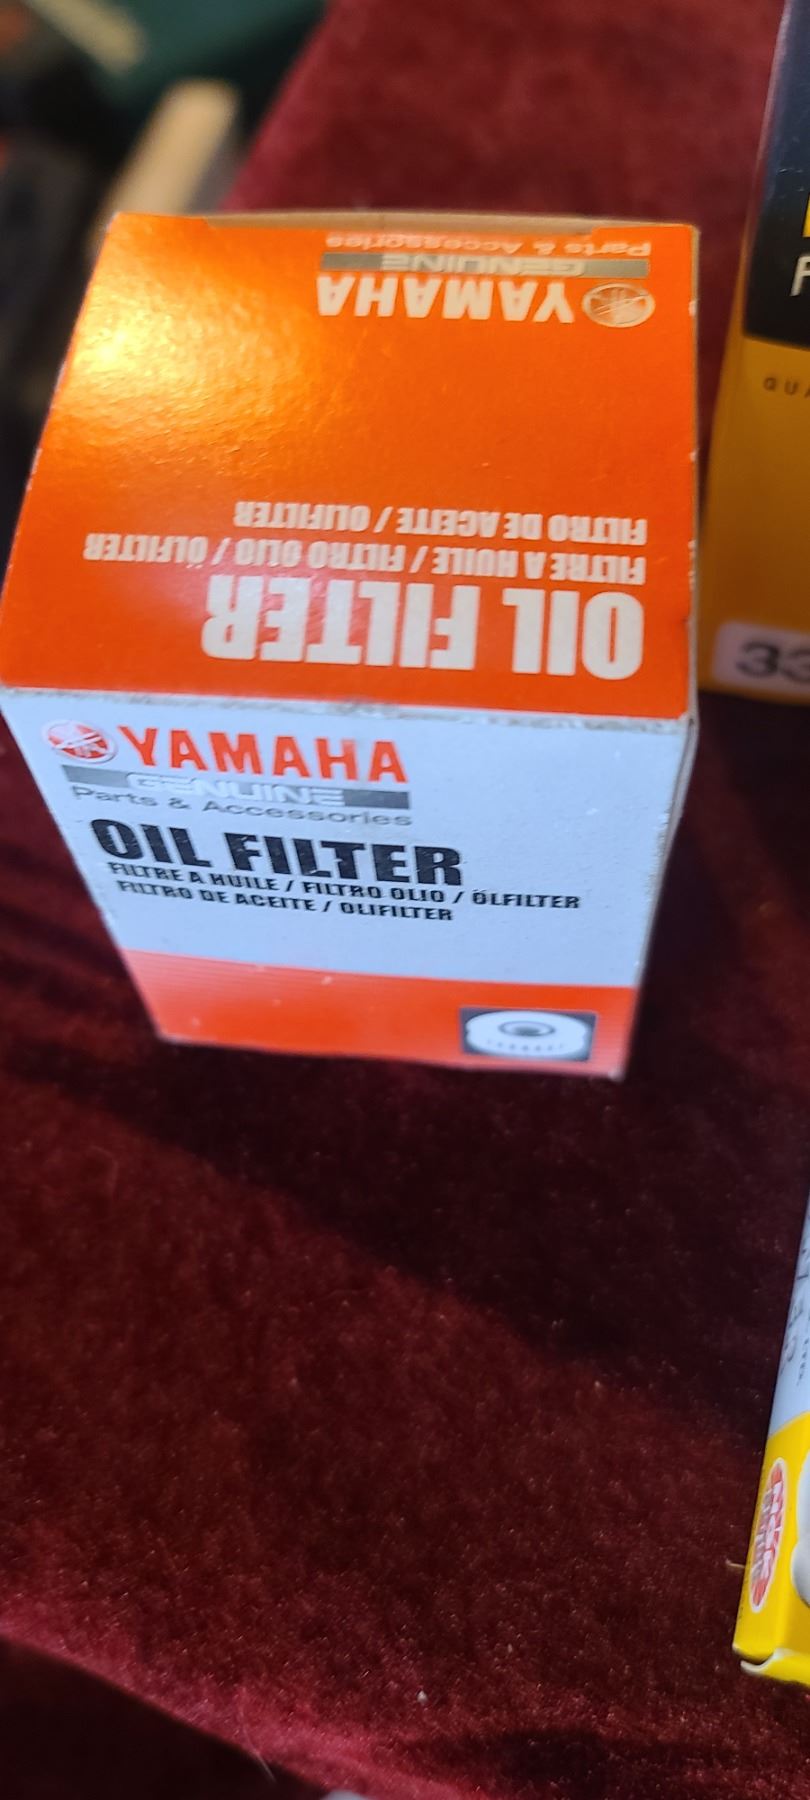 YAMAHA
GENUINE
Parts & Accessories
OIL FILTER
FILTRE A HUILE / FILTRO OLIO / ÖLFILTER
FILTRO DE ACEITE / OLIFILTER
YAMAHA
GENUINE
Parts & Accessories
OIL FILTER
FILTRE A HUILE / FILTRO OLIO / ÖLFILTER
FILTRO DE ACEITE / OLIFILTER